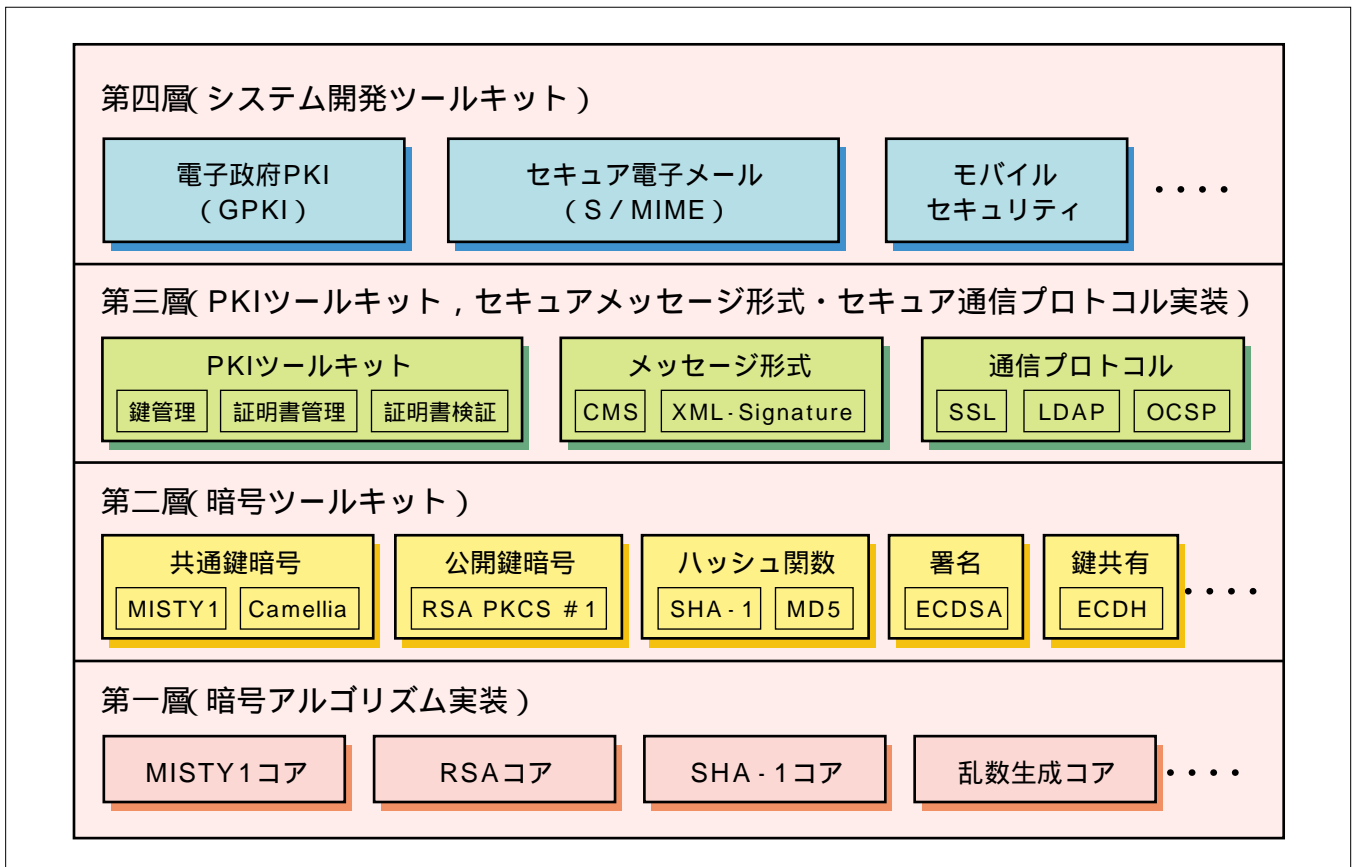 第四層(システム開発ツールキット)
電子政府PKI
(GPKI)
セキュア電子メール
(S/MIME)
モバイル
セキュリティ
・・・・
第三層(PKIツールキット,セキュアメッセージ形式・セキュア通信プロトコル実装)
PKIツールキット
鍵管理 証明書管理 証明書検証
メッセージ形式
CMS XML-Signature
通信プロトコル
SSL LDAP OCSP
第二層(暗号ツールキット)
共通鍵暗号
MISTY1 Camellia
公開鍵暗号
RSA PKCS #1
ハッシュ関数
SHA-1 MD5
署名
ECDSA
鍵共有
ECDH
・・・・
第一層(暗号アルゴリズム実装)
MISTY1コア RSAコア SHA-1コア 乱数生成コア ・・・・